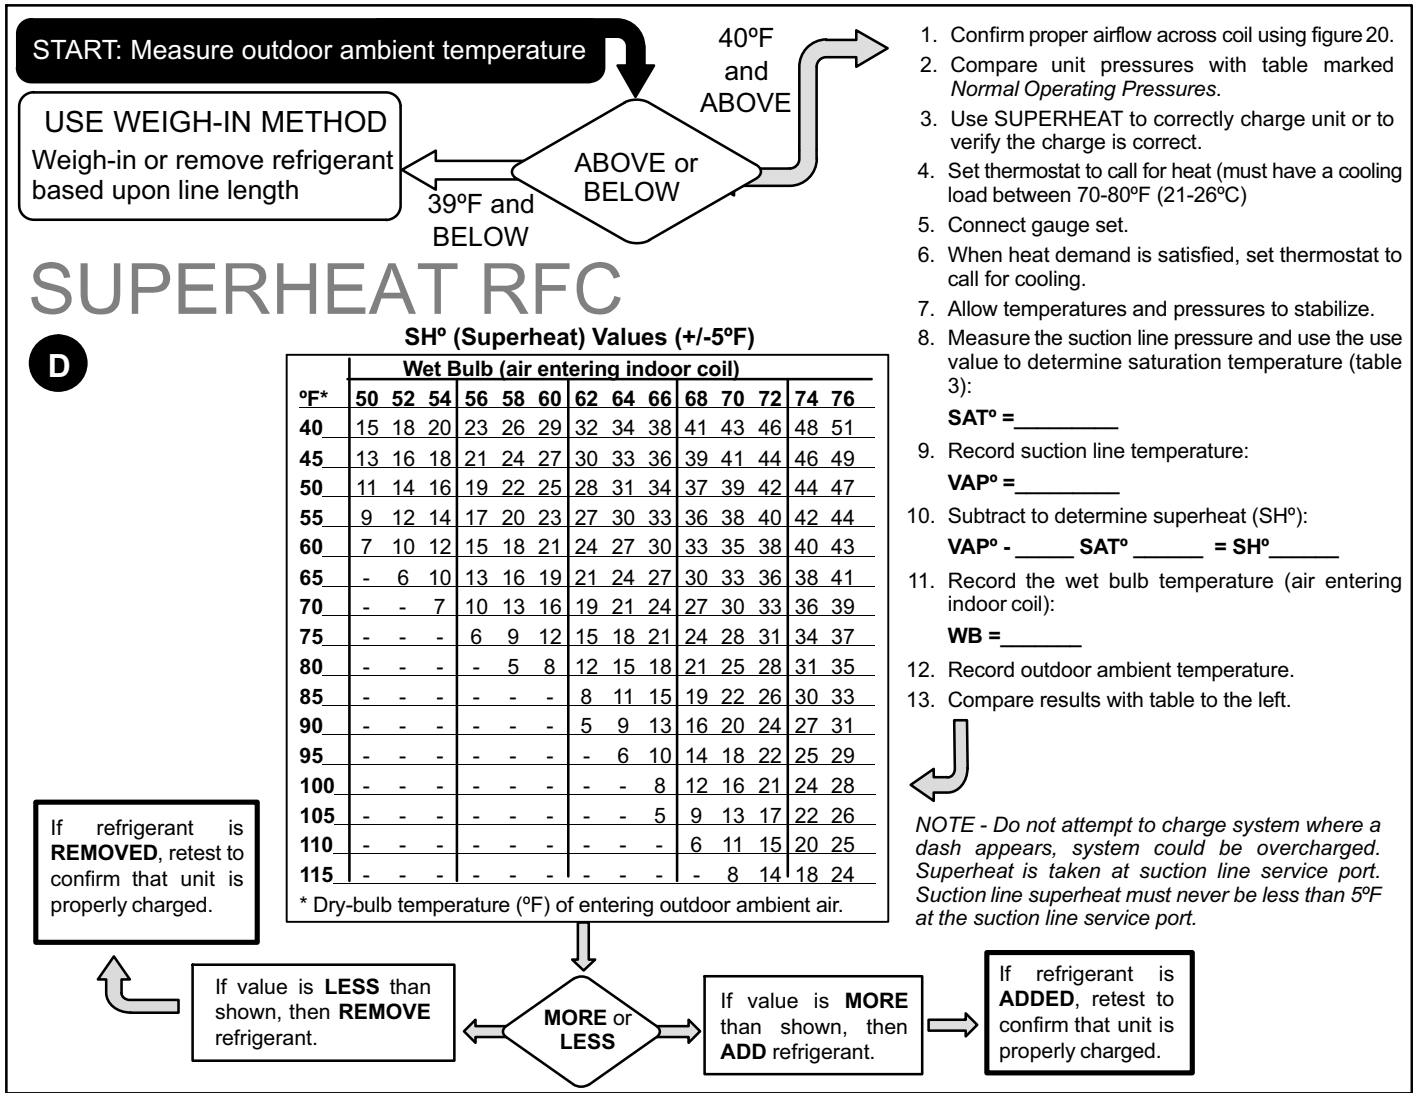 START: Measure outdoor ambient temperature
40ºF
and
ABOVE
USE WEIGH-IN METHOD
Weigh-in or remove refrigerant
based upon line length
ABOVE or
BELOW
39ºF and
BELOW
SUPERHEAT RFC
D
SHº (Superheat) Values (+/-5ºF)
Wet Bulb (air entering indoor coil)
ºF* 50 52 54 56 58 60 62 64 66 68 70 72 74 76
40 15 18 20 23 26 29 32 34 38 41 43 46 48 51
45 13 16 18 21 24 27 30 33 36 39 41 44 46 49
50 11 14 16 19 22 25 28 31 34 37 39 42 44 47
55 9 12 14 17 20 23 27 30 33 36 38 40 42 44
60 7 10 12 15 18 21 24 27 30 33 35 38 40 43
65 - 6 10 13 16 19 21 24 27 30 33 36 38 41
70 - - 7 10 13 16 19 21 24 27 30 33 36 39
75 - - - 6 9 12 15 18 21 24 28 31 34 37
80 - - - - 5 8 12 15 18 21 25 28 31 35
85 - - - - - - 8 11 15 19 22 26 30 33
90 - - - - - - 5 9 13 16 20 24 27 31
95 - - - - - - - 6 10 14 18 22 25 29
100 - - - - - - - - 8 12 16 21 24 28
105 - - - - - - - - 5 9 13 17 22 26
110 - - - - - - - - - 6 11 15 20 25
115 - - - - - - - - - - 8 14 18 24
* Dry-bulb temperature (ºF) of entering outdoor ambient air.
1. Confirm proper airflow across coil using figure 20.
2. Compare unit pressures with table marked
Normal Operating Pressures.
3. Use SUPERHEAT to correctly charge unit or to
verify the charge is correct.
4. Set thermostat to call for heat (must have a cooling
load between 70-80ºF (21-26ºC)
5. Connect gauge set.
6. When heat demand is satisfied, set thermostat to
call for cooling.
7. Allow temperatures and pressures to stabilize.
8. Measure the suction line pressure and use the use
value to determine saturation temperature (table
3):
SATº =_________
9. Record suction line temperature:
VAPº =_________
10. Subtract to determine superheat (SHº):
VAPº - _____ SATº ______ = SHº______
11. Record the wet bulb temperature (air entering
indoor coil):
WB =_______
12. Record outdoor ambient temperature.
13. Compare results with table to the left.
NOTE - Do not attempt to charge system where a
dash appears, system could be overcharged.
Superheat is taken at suction line service port.
Suction line superheat must never be less than 5ºF
at the suction line service port.
If refrigerant is
REMOVED, retest to
confirm that unit is
properly charged.
If value is LESS than
shown, then REMOVE
refrigerant.
MORE or
LESS
If value is MORE
than shown, then
ADD refrigerant.
If refrigerant is
ADDED, retest to
confirm that unit is
properly charged.